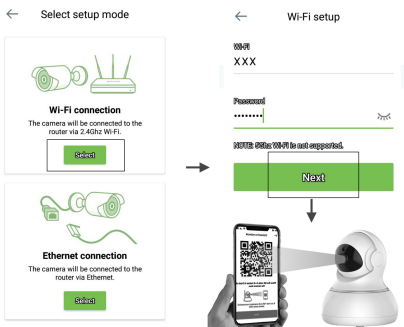 Select setup mode
Wi-Fi connection
The camera will be connected to the
router via 2.4Ghz Wi-Fi.
Select
Ethernet connection
The camera will be connected to the
router via Ethernet.
Select
Wi-Fi setup
Wi-Fi
XXX
Password
••••••••
NOTE: 5Ghz Wi-Fi is not supported.
Next